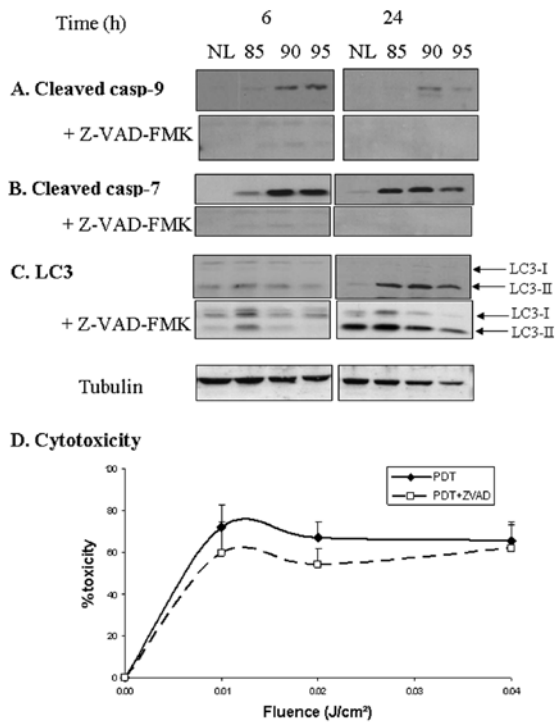 Time (h) 6 24
NL 85 90 95 NL 85 90 95
A. Cleaved casp-9
+ Z-VAD-FMK
B. Cleaved casp-7
+ Z-VAD-FMK
C. LC3
LC3-I
LC3-II
+ Z-VAD-FMK
LC3-I
LC3-II
Tubulin
D. Cytotoxicity
PDT
PDT+ZVAD
100
80
60
40
20
0
%toxicity
0.00 0.01 0.02 0.03 0.04
Fluence (J/cm²)